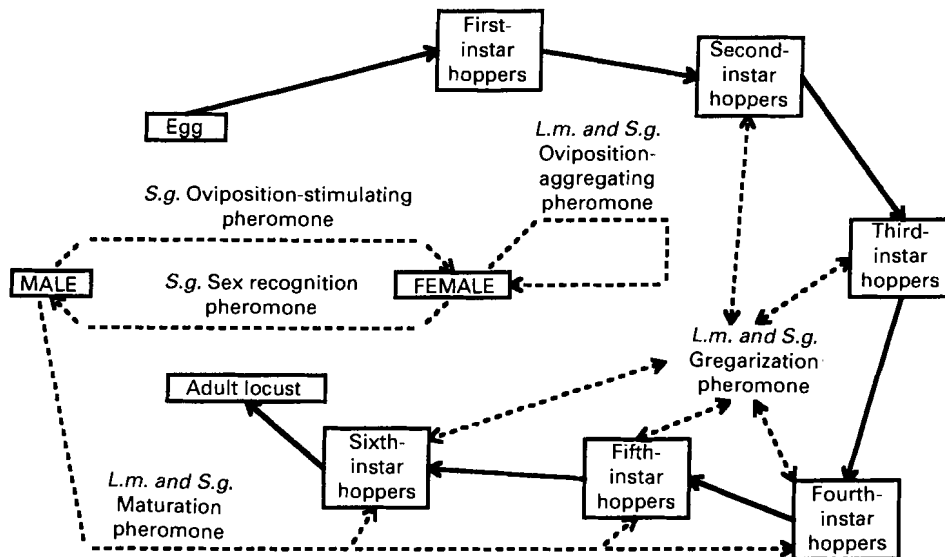 First-
instar
hoppers
Second-
instar
hoppers
Egg
L.m. and S.g.
Oviposition-
aggregating
pheromone
S.g. Oviposition-stimulating
pheromone
Third-
instar
hoppers
MALE
S.g. Sex recognition
pheromone
FEMALE
L.m. and S.g.
Gregarization
pheromone
Adult locust
Sixth-
instar
hoppers
Fifth-
instar
hoppers
Fourth-
instar
hoppers
L.m. and S.g.
Maturation
pheromone